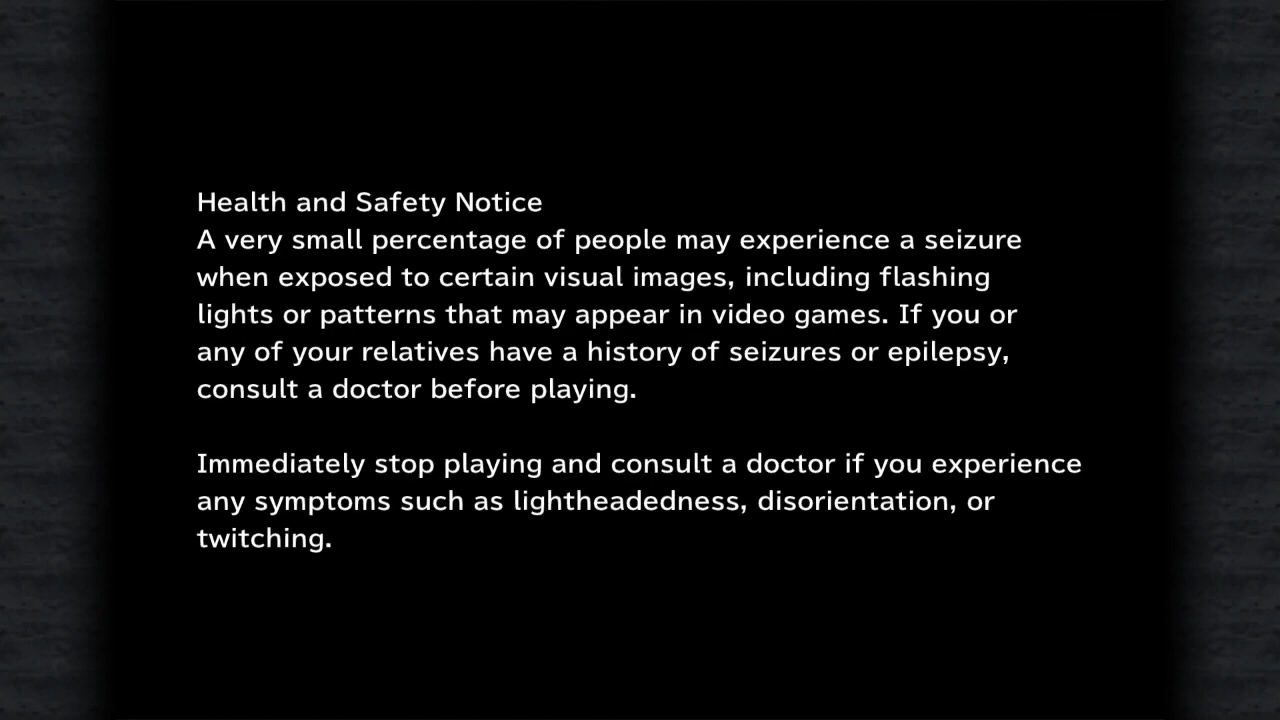 Health and Safety Notice
A very small percentage of people may experience a seizure
when exposed to certain visual images, including flashing
lights or patterns that may appear in video games. If you or
any of your relatives have a history of seizures or epilepsy,
consult a doctor before playing.
Immediately stop playing and consult a doctor if you experience
any symptoms such as lightheadedness, disorientation, or
twitching.